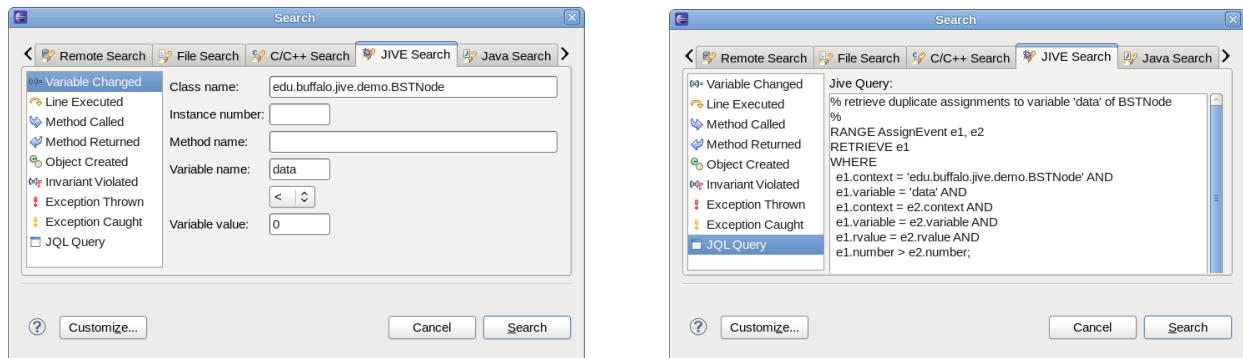 Search
Remote Search File Search C/C++ Search JIVE Search Java Search
Variable Changed
Line Executed
Method Called
Method Returned
Object Created
Invariant Violated
Exception Thrown
Exception Caught
JQL Query
Class name: edu.buffalo.jive.demo.BSTNode
Instance number:
Method name:
Variable name: data
<
Variable value: 0
? Customize... Cancel Search
Search
Remote Search File Search C/C++ Search JIVE Search Java Search
Variable Changed
Line Executed
Method Called
Method Returned
Object Created
Invariant Violated
Exception Thrown
Exception Caught
JQL Query
Jive Query:
% retrieve duplicate assignments to variable 'data' of BSTNode
%
RANGE AssignEvent e1, e2
RETRIEVE e1
WHERE
e1.context = 'edu.buffalo.jive.demo.BSTNode' AND
e1.variable = 'data' AND
e1.context = e2.context AND
e1.variable = e2.variable AND
e1.rvalue = e2.rvalue AND
e1.number > e2.number;
? Customize... Cancel Search